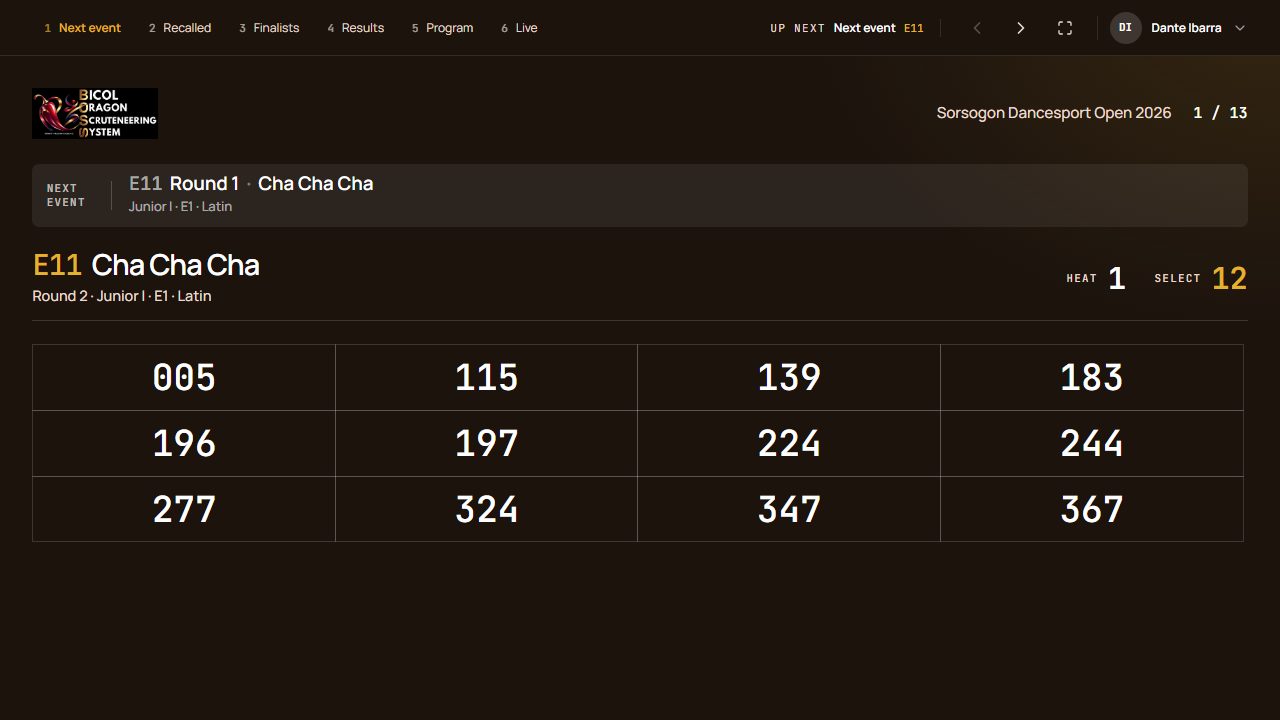 1 Next event 2 Recalled 3 Finalists 4 Results 5 Program 6 Live UP NEXT Next event E11 DI Dante Ibarra
BICOL
DRAGON
SCRUTENEERING
SYSTEM
Sorsogon Dancesport Open 2026 1 / 13
NEXT
EVENT
E11 Round 1 · Cha Cha Cha
Junior I · E1 · Latin
E11 Cha Cha Cha
Round 2 · Junior I · E1 · Latin
HEAT 1 SELECT 12
005 115 139 183
196 197 224 244
277 324 347 367